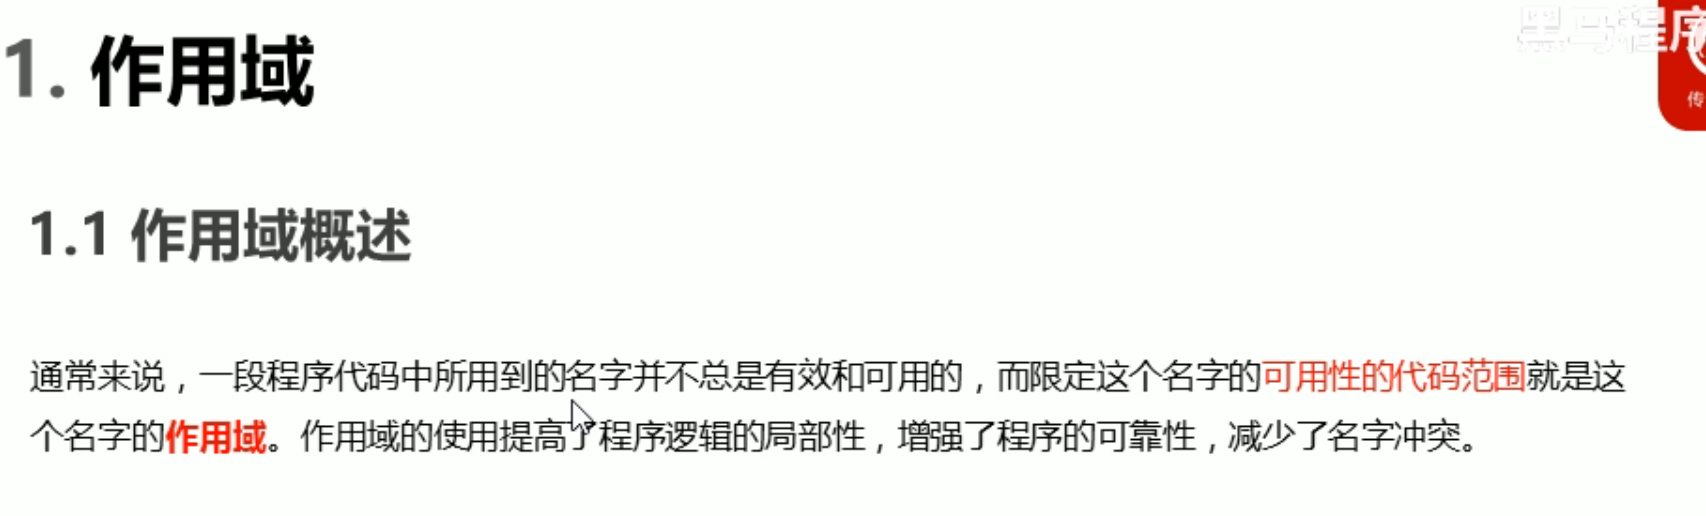 黑马程序
传
1. 作用域
1.1 作用域概述
通常来说，一段程序代码中所用到的名字并不总是有效和可用的，而限定这个名字的可用性的代码范围就是这
个名字的作用域。作用域的使用提高了程序逻辑的局部性，增强了程序的可靠性，减少了名字冲突。